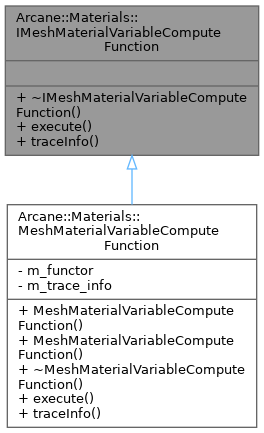 Arcane::Materials::
IMeshMaterialVariableCompute
Function
+ ~IMeshMaterialVariableCompute
Function()
+ execute()
+ traceInfo()
Arcane::Materials::
MeshMaterialVariableCompute
Function
- m_functor
- m_trace_info
+ MeshMaterialVariableCompute
Function()
+ MeshMaterialVariableCompute
Function()
+ ~MeshMaterialVariableCompute
Function()
+ execute()
+ traceInfo()